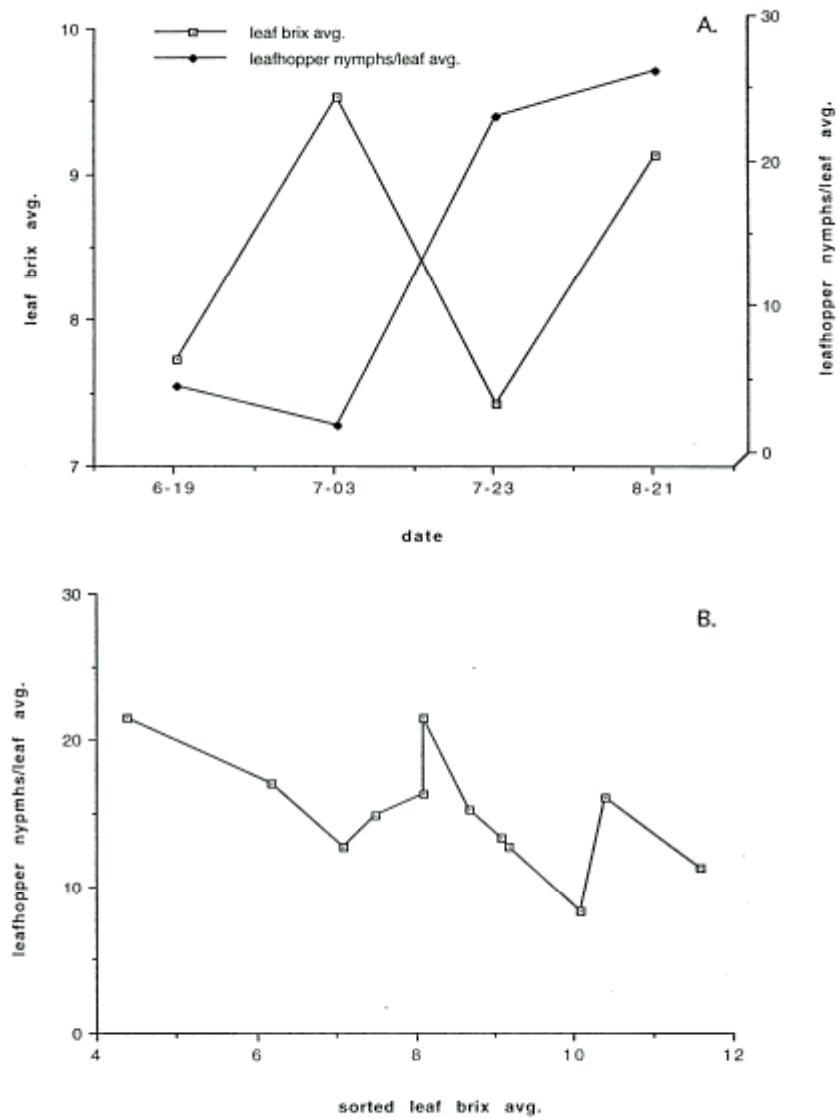 A.
leaf brix avg.
leafhopper nymphs/leaf avg.
10
9
8
7
leaf brix avg.
30
20
10
0
leafhopper nymphs/leaf avg.
6-19
7-03
7-23
8-21
date
B.
30
20
10
0
leafhopper nypmhs/leaf avg.
4
6
8
10
12
sorted leaf brix avg.